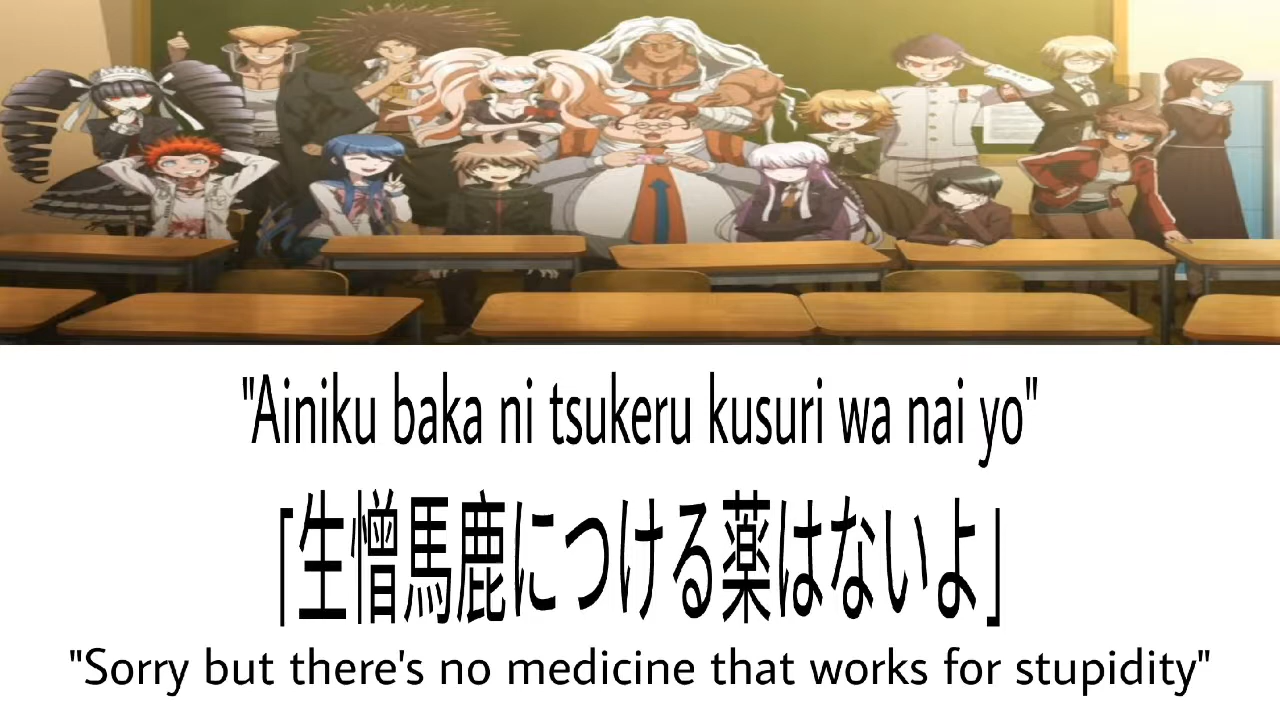 "Ainiku baka ni tsukeru kusuri wa nai yo"
「生憎馬鹿につける薬はないよ」
"Sorry but there's no medicine that works for stupidity"